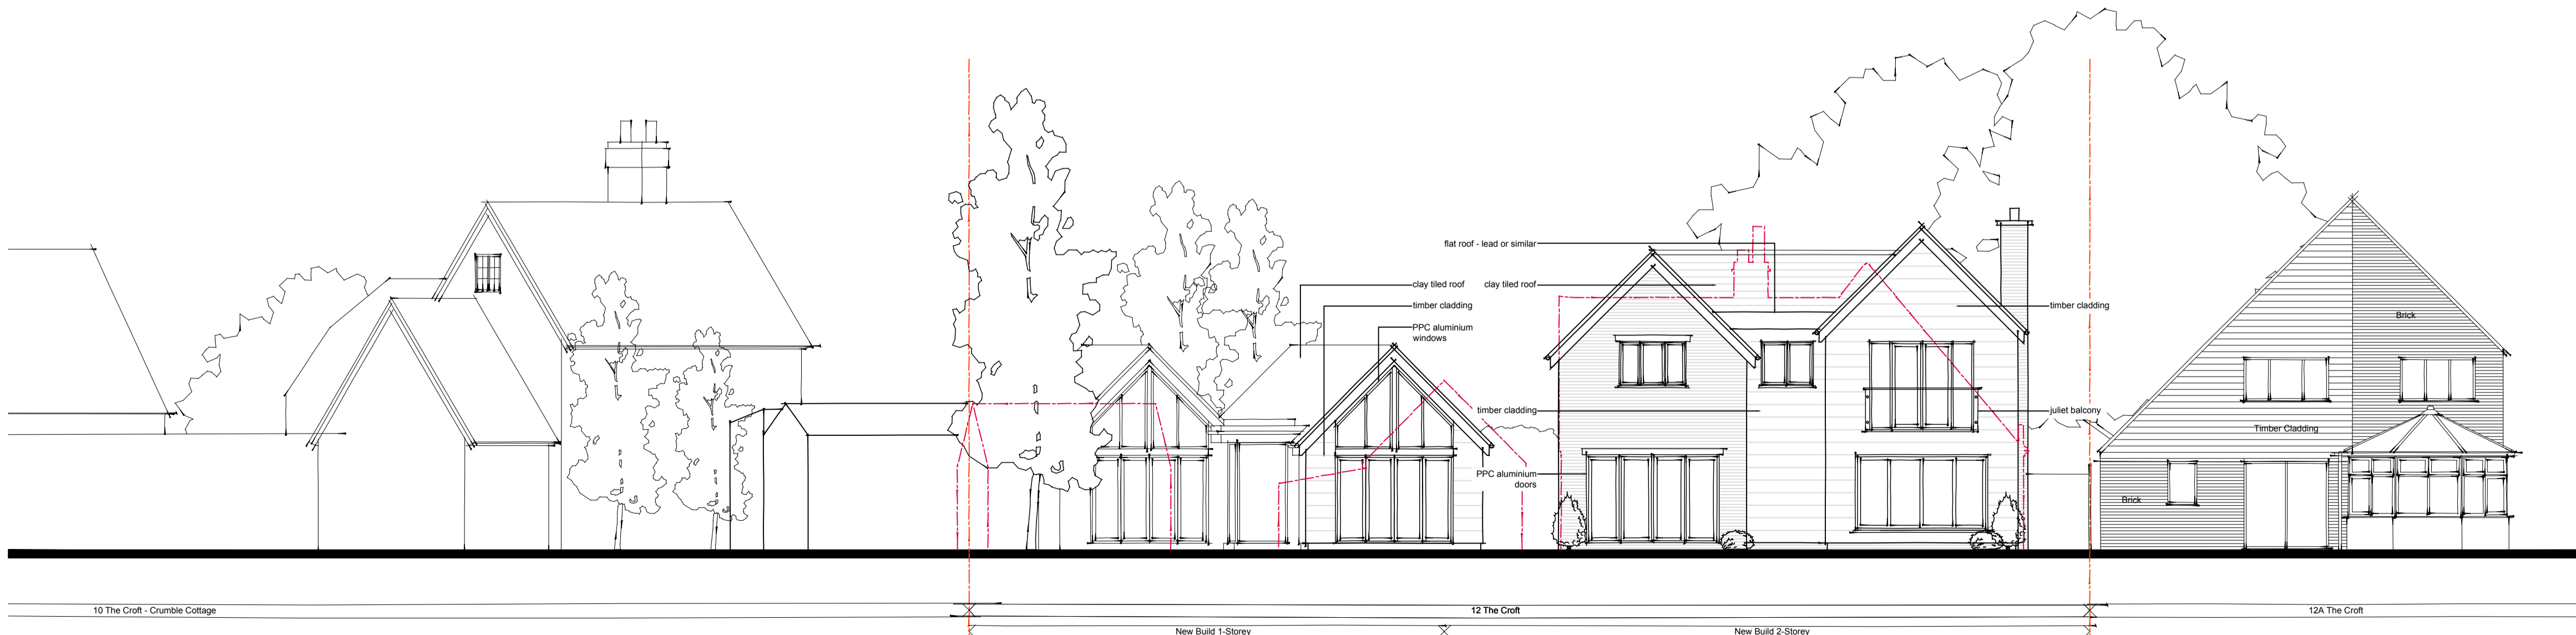 flat roof - lead or similar
clay tiled roof
clay tiled roof
timber cladding
PPC aluminium
windows
timber cladding
Brick
timber cladding
juliet balcony
Timber Cladding
PPC aluminium
doors
Brick
10 The Croft - Crumble Cottage
12 The Croft
12A The Croft
New Build 1-Storey
New Build 2-Storey